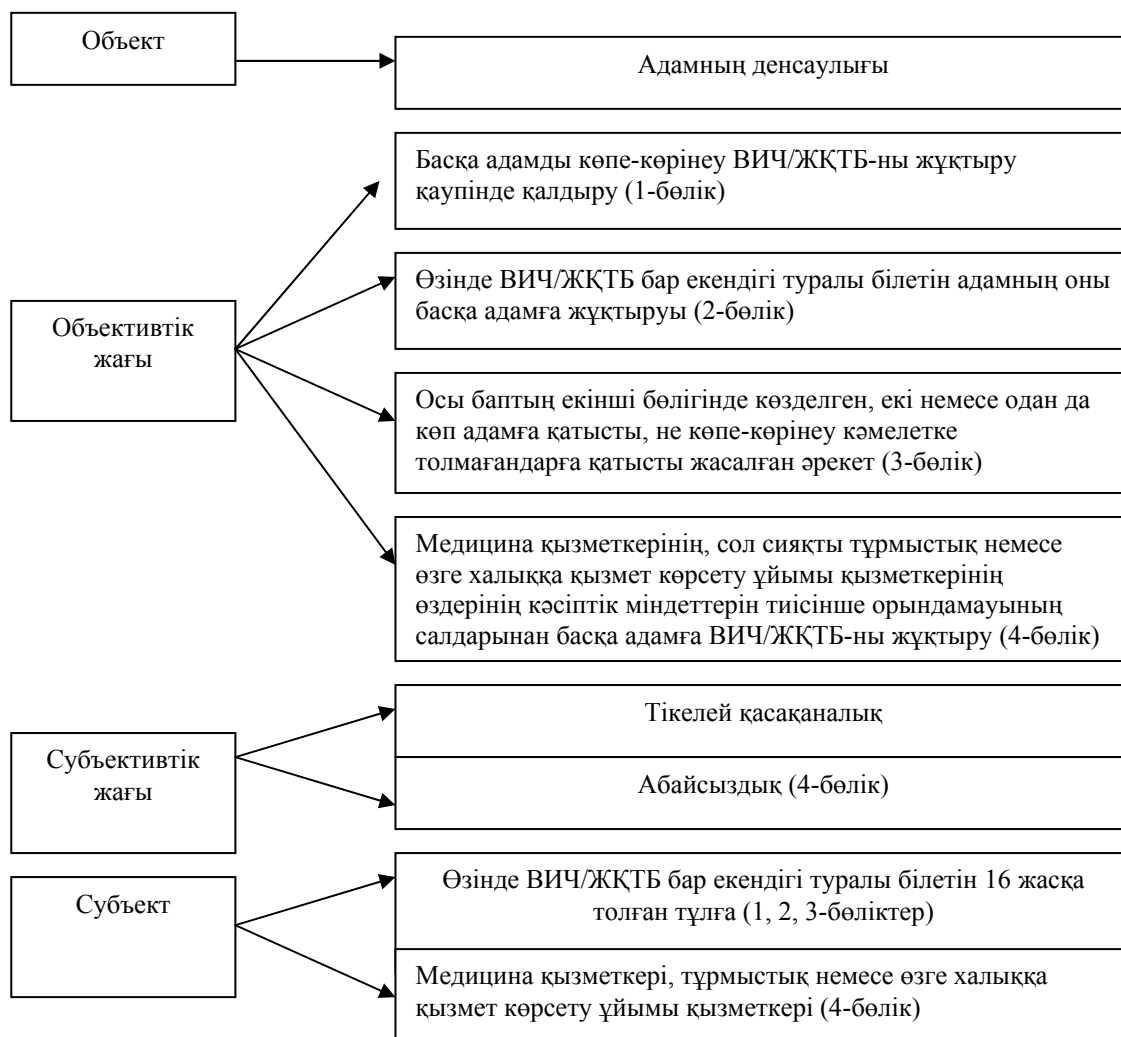 Объект
Адамның денсаулығы
Басқа адамды көпе-көрінеу ВИЧ/ЖҚТБ-ны жұқтыру
қаупінде қалдыру (1-бөлік)
Өзінде ВИЧ/ЖҚТБ бар екендігі туралы білетін адамның оны
басқа адамға жұқтыруы (2-бөлік)
Объективтік
жағы
Осы баптың екінші бөлігінде көзделген, екі немесе одан да
көп адамға қатысты, не көпе-көрінеу кәмелетке
толмағандарға қатысты жасалған әрекет (3-бөлік)
Медицина қызметкерінің, сол сияқты тұрмыстық немесе
өзге халыққа қызмет көрсету ұйымы қызметкерінің
өздерінің кәсіптік міндеттерін тиісінше орындамауының
салдарынан басқа адамға ВИЧ/ЖҚТБ-ны жұқтыру (4-бөлік)
Субъективтік
жағы
Тікелей қасақаналық
Абайсыздық (4-бөлік)
Субъект
Өзінде ВИЧ/ЖҚТБ бар екендігі туралы білетін 16 жасқа
толған тұлға (1, 2, 3-бөліктер)
Медицина қызметкері, тұрмыстық немесе өзге халыққа
қызмет көрсету ұйымы қызметкері (4-бөлік)